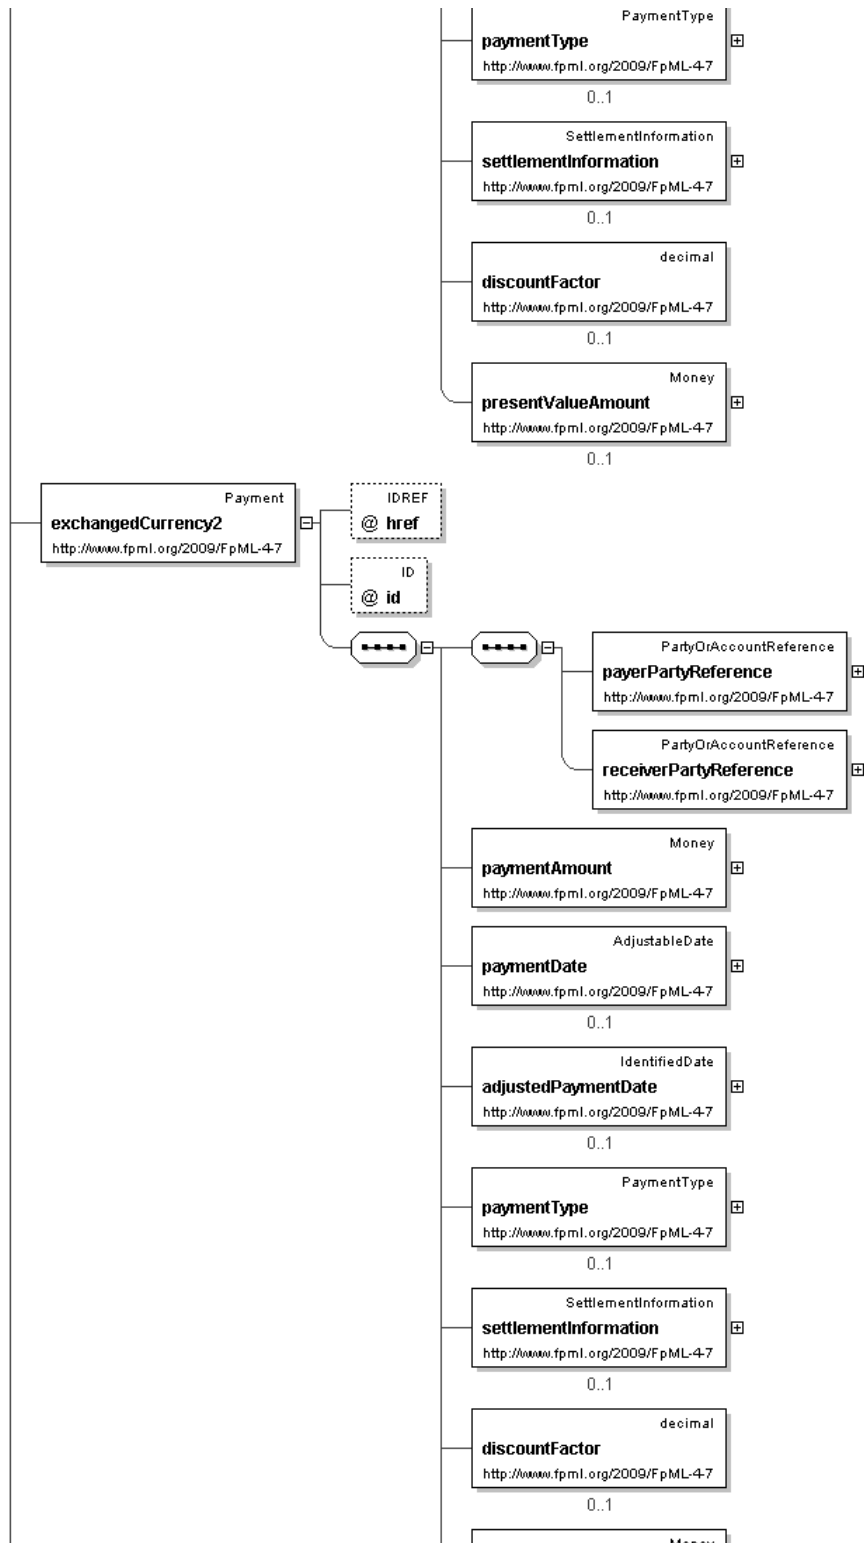 PaymentType
paymentType
http://www.fpml.org/2009/FpML-4-7
0..1
SettlementInformation
settlementInformation
http://www.fpml.org/2009/FpML-4-7
0..1
decimal
discountFactor
http://www.fpml.org/2009/FpML-4-7
0..1
Money
presentValueAmount
http://www.fpml.org/2009/FpML-4-7
0..1
Payment
exchangedCurrency2
http://www.fpml.org/2009/FpML-4-7
IDREF
@ href
ID
@ id
PartyOrAccountReference
payerPartyReference
http://www.fpml.org/2009/FpML-4-7
PartyOrAccountReference
receiverPartyReference
http://www.fpml.org/2009/FpML-4-7
Money
paymentAmount
http://www.fpml.org/2009/FpML-4-7
AdjustableDate
paymentDate
http://www.fpml.org/2009/FpML-4-7
0..1
IdentifiedDate
adjustedPaymentDate
http://www.fpml.org/2009/FpML-4-7
0..1
PaymentType
paymentType
http://www.fpml.org/2009/FpML-4-7
0..1
SettlementInformation
settlementInformation
http://www.fpml.org/2009/FpML-4-7
0..1
decimal
discountFactor
http://www.fpml.org/2009/FpML-4-7
0..1
Money